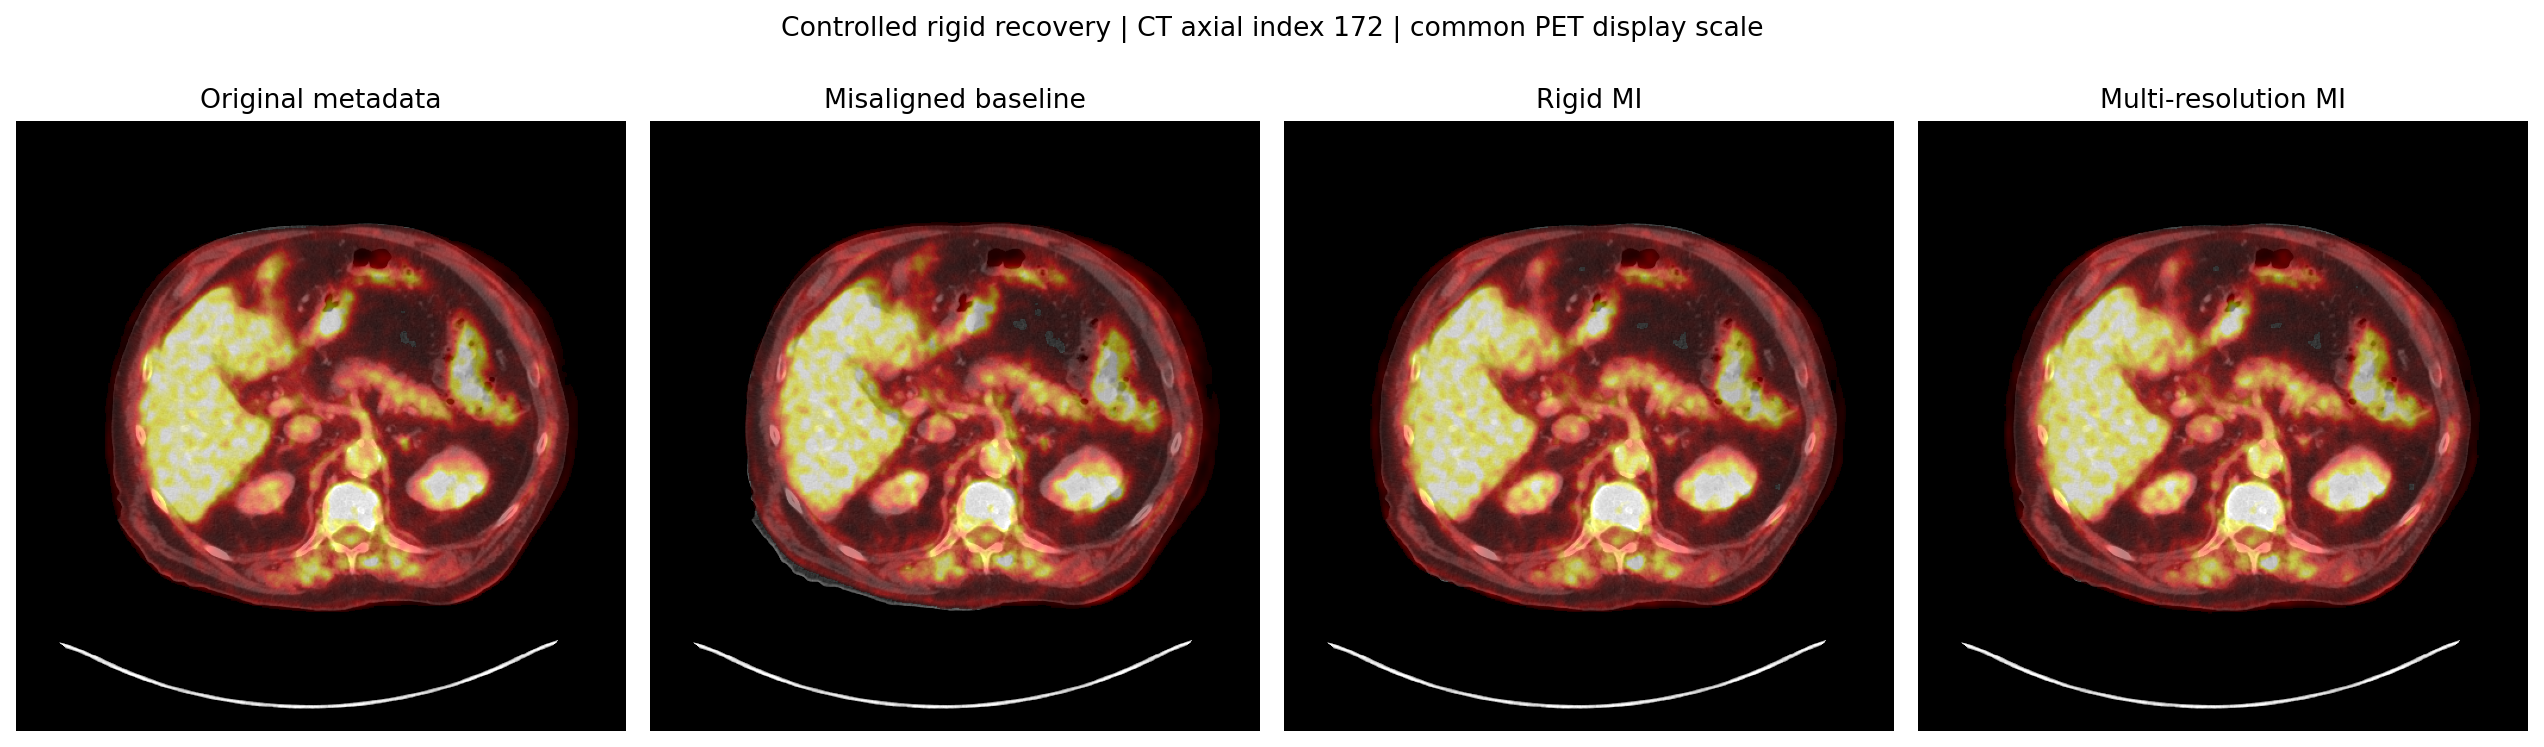 Controlled rigid recovery | CT axial index 172 | common PET display scale
Original metadata
Misaligned baseline
Rigid MI
Multi-resolution MI